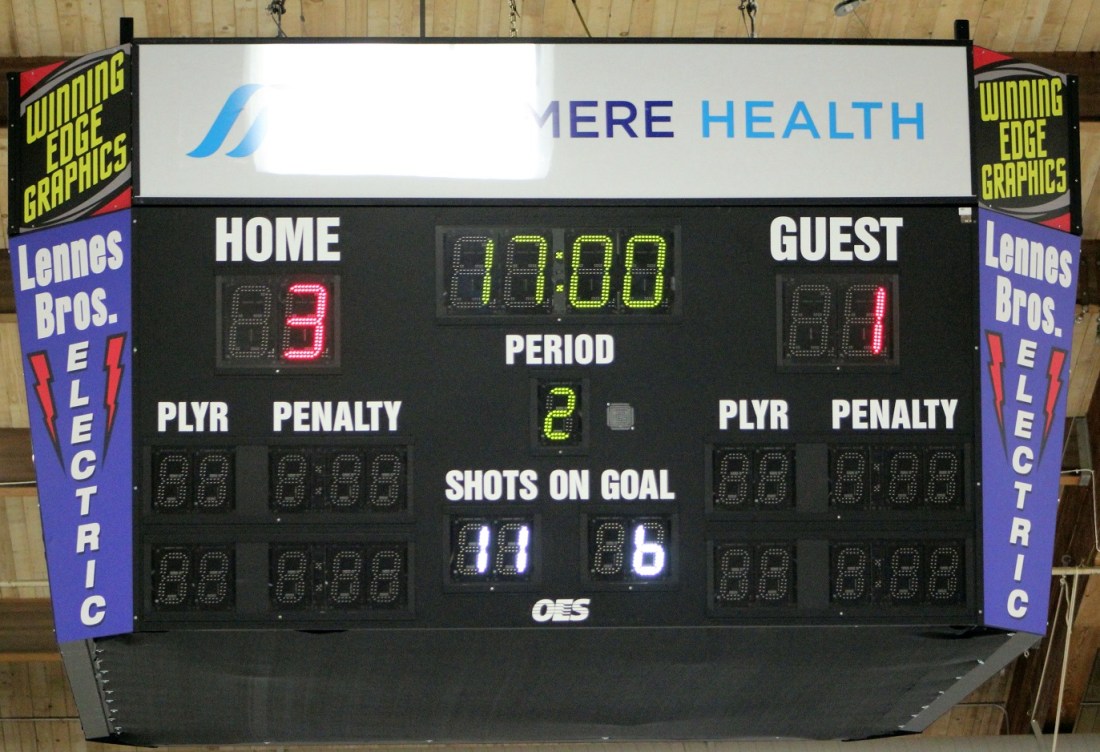 WINNING
EDGE
GRAPHICS
MERE HEALTH
WINNING
EDGE
GRAPHICS
Lennes
Bros.
ELECTRIC
HOME
3
17:00
GUEST
1
PERIOD
2
PLYR PENALTY
PLYR PENALTY
SHOTS ON GOAL
11 6
OES
Lennes
Bros.
ELECTRIC